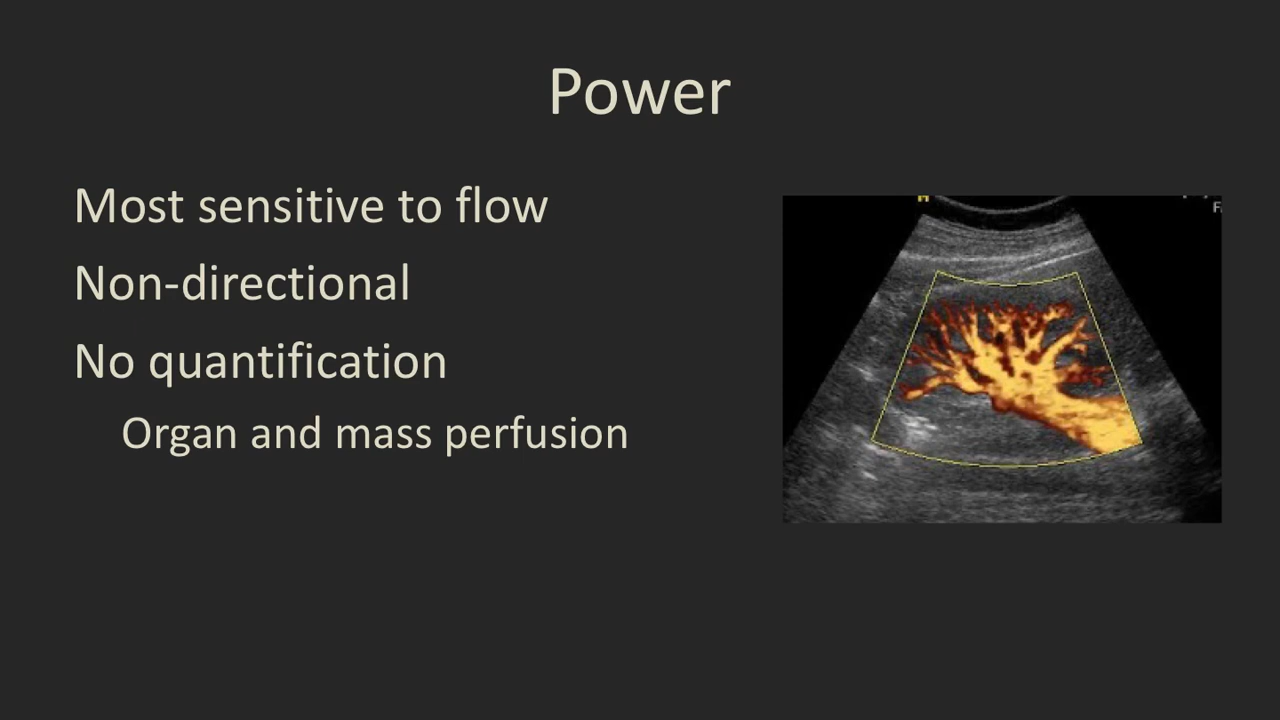 Power
Most sensitive to flow
Non-directional
No quantification
Organ and mass perfusion